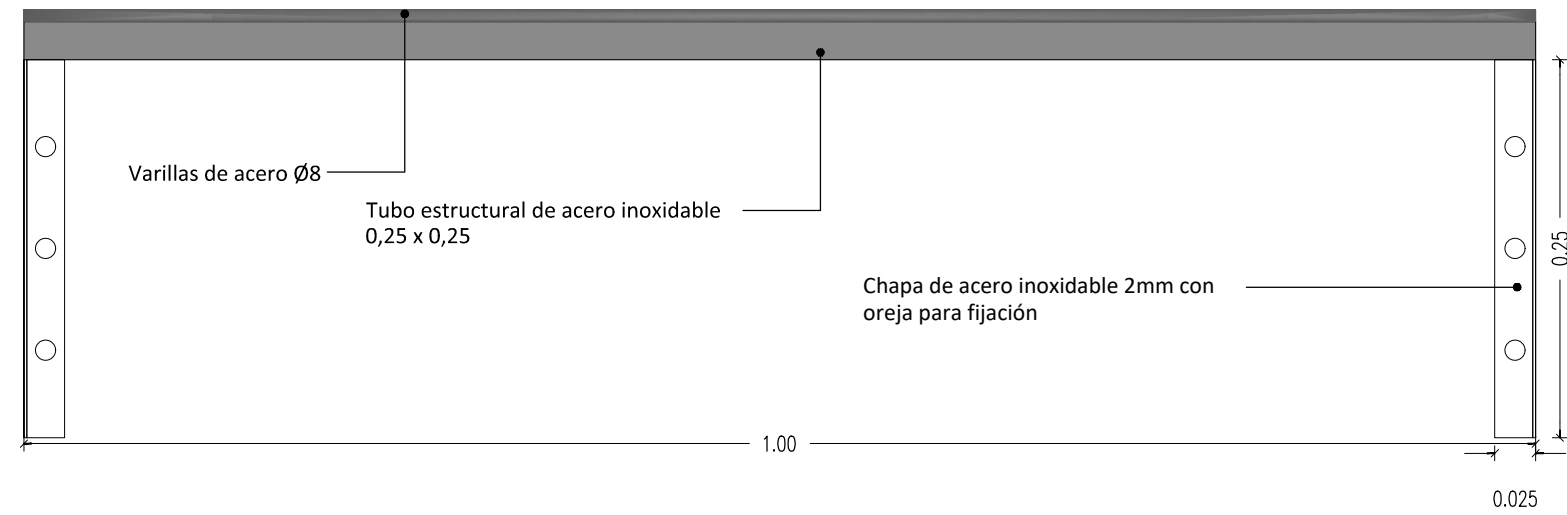 Varillas de acero Ø8
Tubo estructural de acero inoxidable
0,25 x 0,25
0.25
Chapa de acero inoxidable 2mm con
oreja para fijación
1.00
0.025